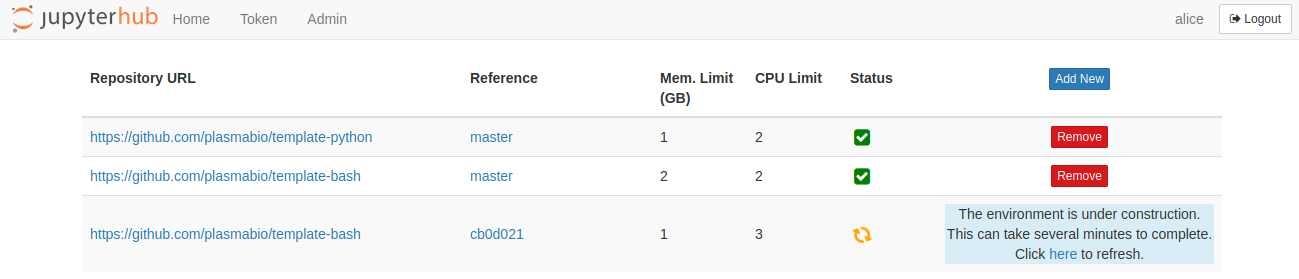 jupyterhub Home Token Admin alice Logout
Repository URL Reference Mem. Limit (GB) CPU Limit Status Add New
https://github.com/plasmabio/template-python master 1 2 Remove
https://github.com/plasmabio/template-bash master 2 2 Remove
https://github.com/plasmabio/template-bash cb0d021 1 3
The environment is under construction.
This can take several minutes to complete.
Click here to refresh.